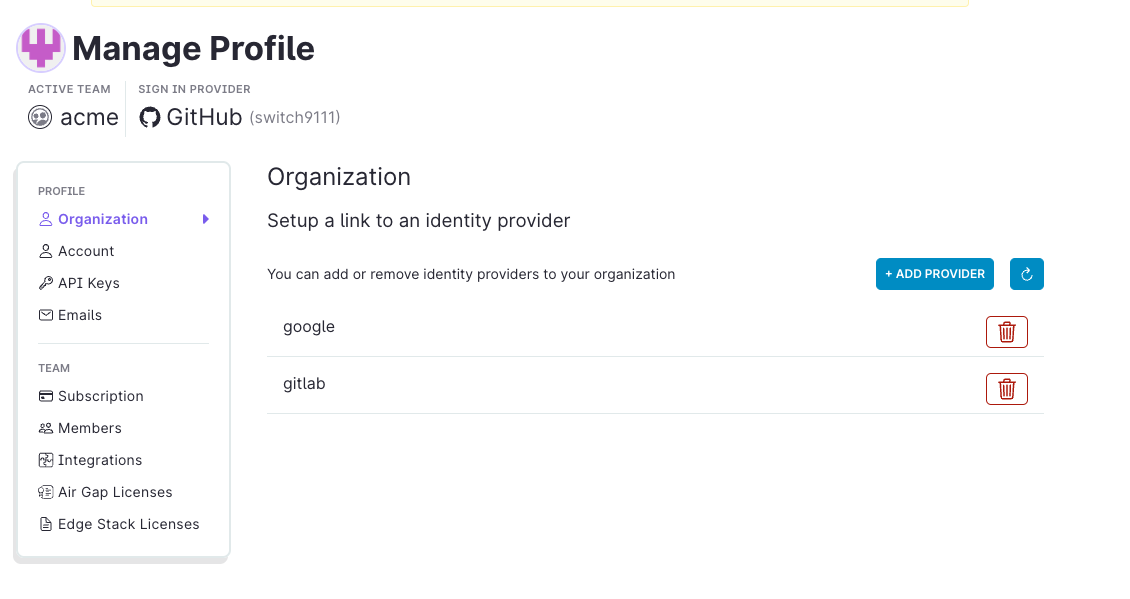 Manage Profile
ACTIVE TEAM
SIGN IN PROVIDER
acme
GitHub (switch9111)
PROFILE
Organization
Account
API Keys
Emails
TEAM
Subscription
Members
Integrations
Air Gap Licenses
Edge Stack Licenses
Organization
Setup a link to an identity provider
You can add or remove identity providers to your organization
+ ADD PROVIDER
google
gitlab